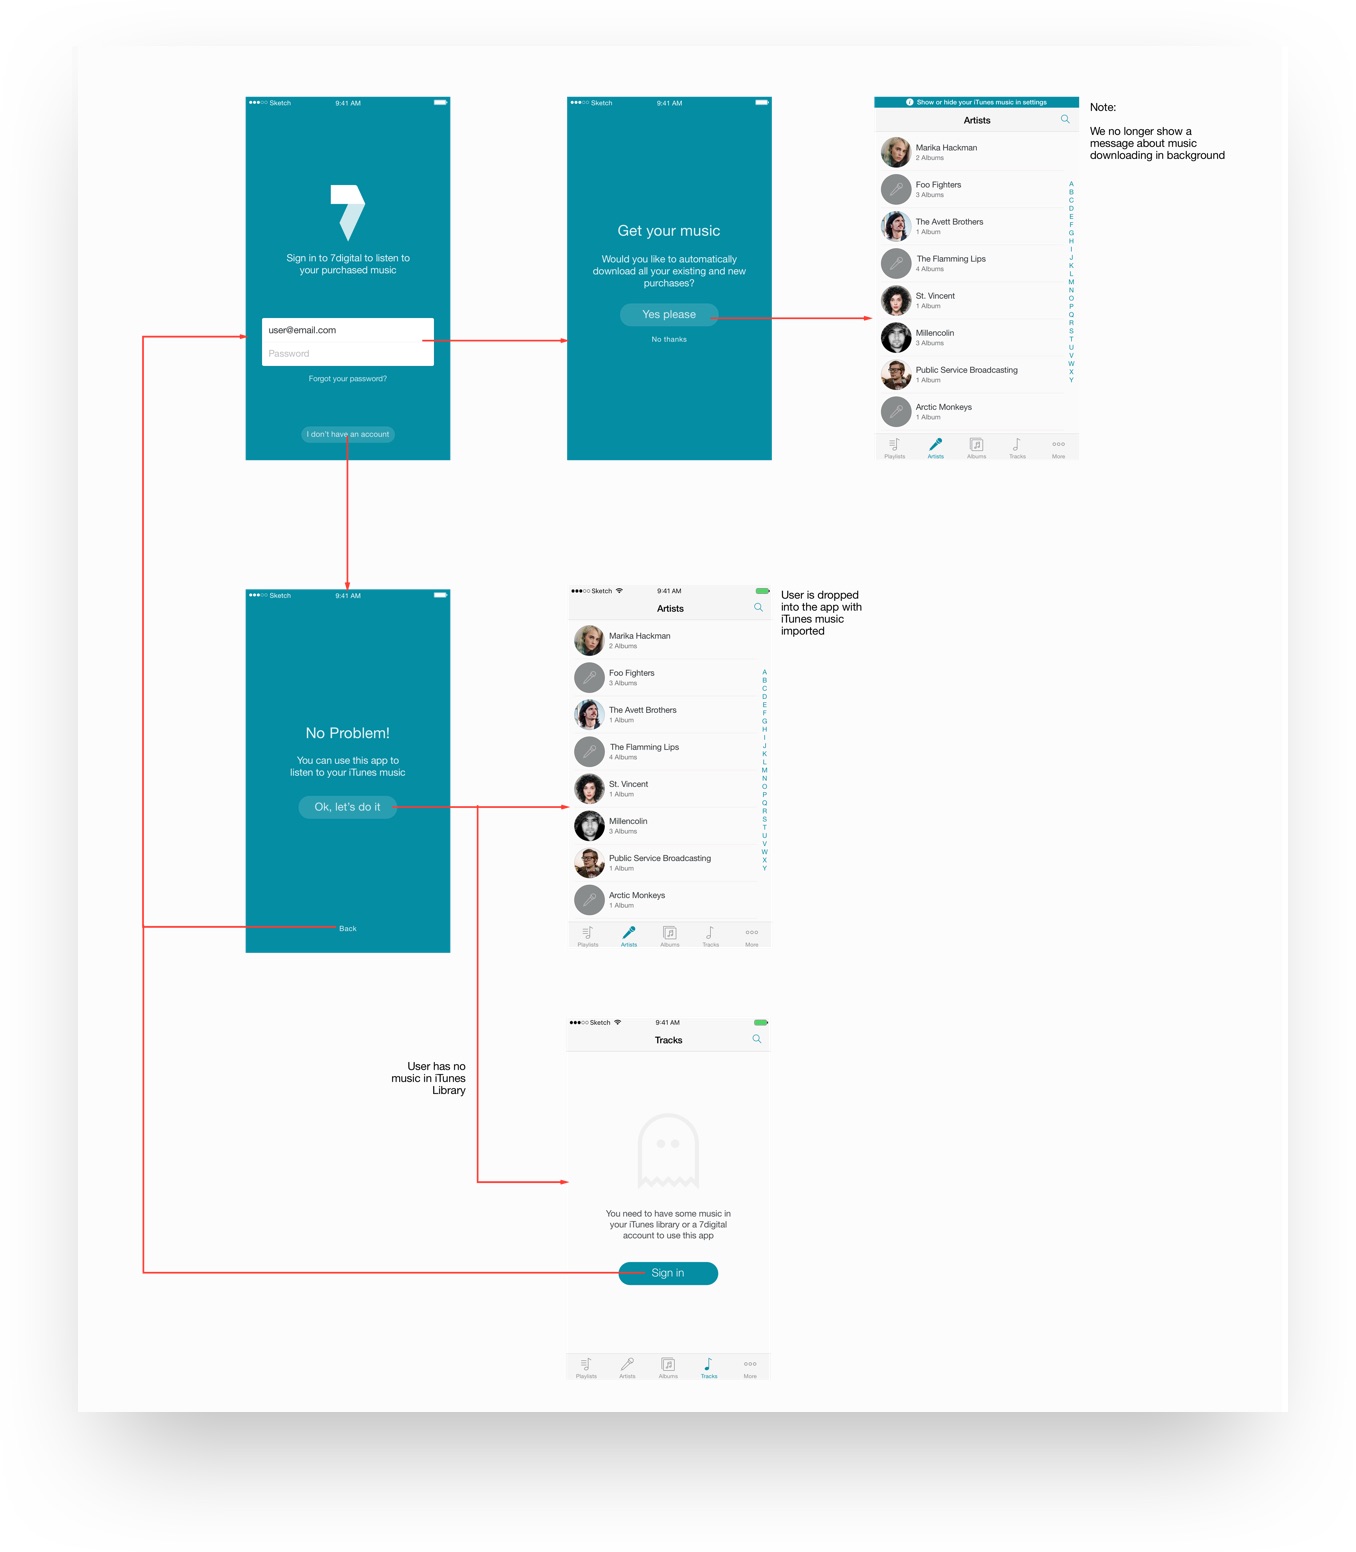 Sketch 9:41 AM
Sign in to 7digital to listen to
your purchased music
user@email.com
Password
Forgot your password?
I don't have an account
Sketch 9:41 AM
Get your music
Would you like to automatically
download all your existing and new
purchases?
Yes please
No thanks
Show or hide your iTunes music in settings
Artists
Marika Hackman
2 Albums
Foo Fighters
3 Albums
The Avett Brothers
1 Album
The Flamming Lips
4 Albums
St. Vincent
1 Album
Millencolin
3 Albums
Public Service Broadcasting
1 Album
Arctic Monkeys
1 Album
A
B
C
D
E
F
G
H
I
J
K
L
M
N
O
P
Q
R
S
T
U
V
W
X
Y
Playlists Artists Albums Tracks More
Note:
We no longer show a
message about music
downloading in background
Sketch 9:41 AM
No Problem!
You can use this app to
listen to your iTunes music
Ok, let's do it
Back
Sketch 9:41 AM
Artists
Marika Hackman
2 Albums
Foo Fighters
3 Albums
The Avett Brothers
1 Album
The Flamming Lips
4 Albums
St. Vincent
1 Album
Millencolin
3 Albums
Public Service Broadcasting
1 Album
Arctic Monkeys
1 Album
A
B
C
D
E
F
G
H
I
J
K
L
M
N
O
P
Q
R
S
T
U
V
W
X
Y
Playlists Artists Albums Tracks More
User is dropped
into the app with
iTunes music
imported
User has no
music in iTunes
Library
Sketch 9:41 AM
Tracks
You need to have some music in
your iTunes library or a 7digital
account to use this app
Sign in
Playlists Artists Albums Tracks More